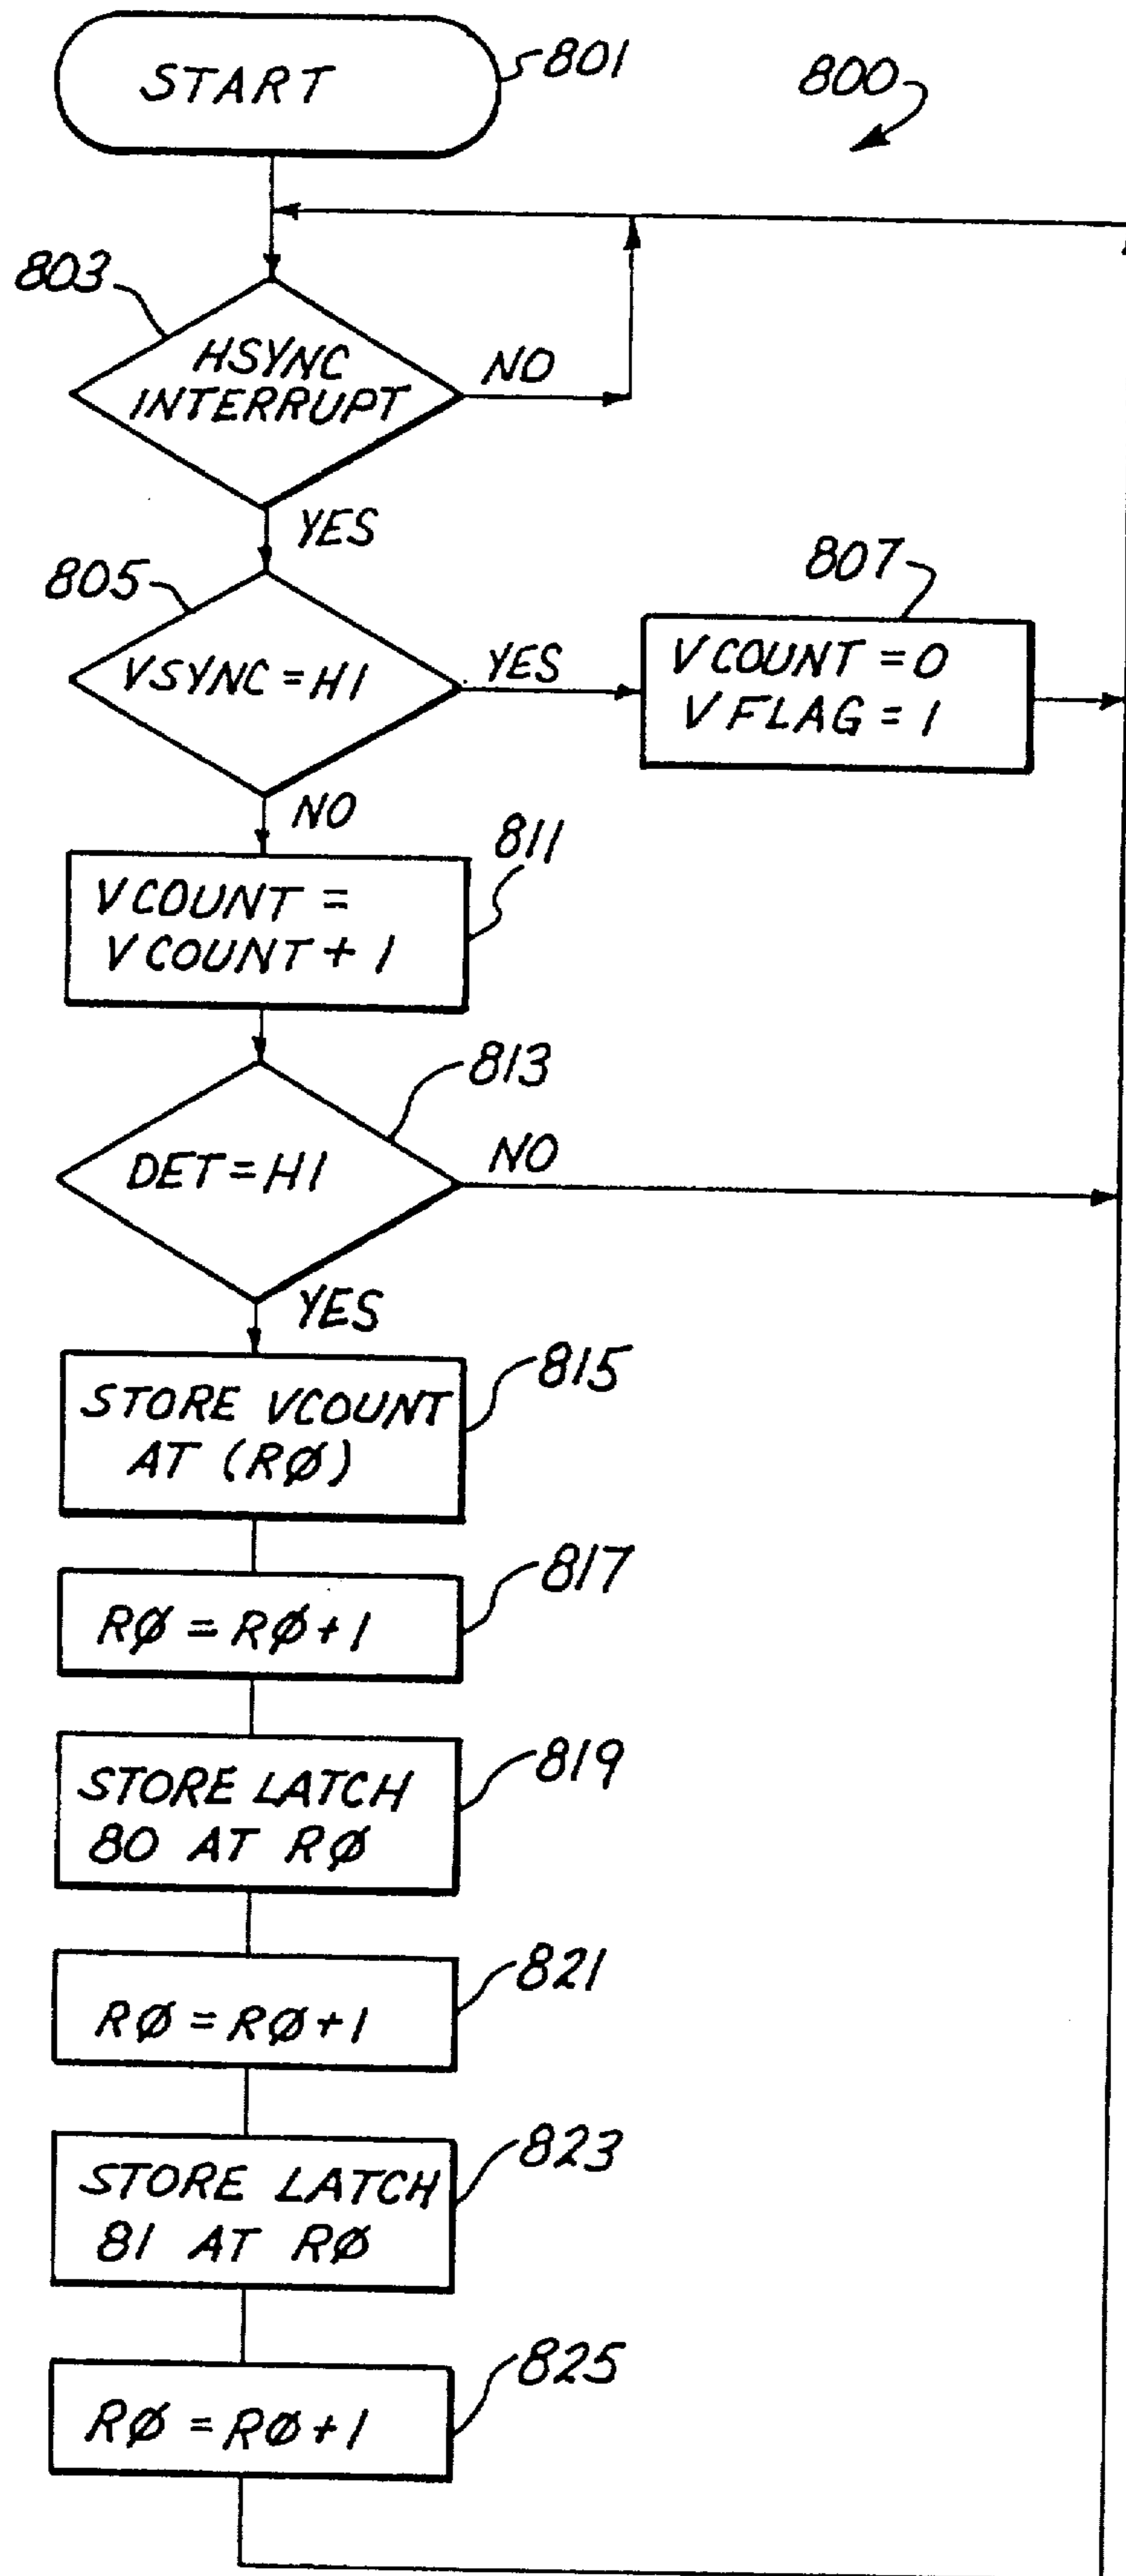 START
801
800
803
HSYNC
INTERRUPT
NO
YES
805
VSYNC = HI
YES
807
VCOUNT = 0
VFLAG = 1
NO
811
VCOUNT =
VCOUNT + 1
813
DET = HI
NO
YES
815
STORE VCOUNT
AT (RØ)
817
RØ = RØ + 1
819
STORE LATCH
80 AT RØ
821
RØ = RØ + 1
823
STORE LATCH
81 AT RØ
825
RØ = RØ + 1